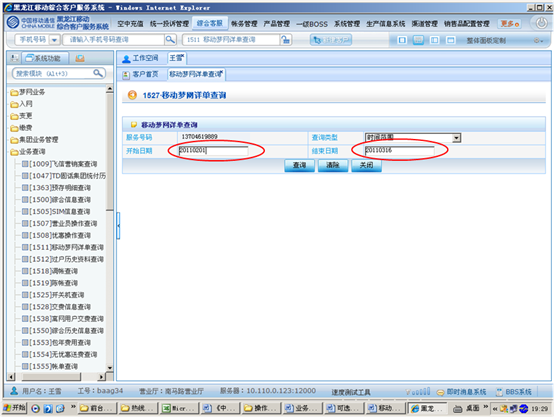 黑龙江移动综合客户服务系统 - Windows Internet Explorer
中国移动通信
CHINA MOBILE
黑龙江移动
综合客户服务系统
空中充值 统一投诉管理 综合客服 帐务管理 产品管理 一级BOSS 系统管理 生产信息系统 渠道管理 销售品配置管理 更多
手机号码 请输入手机号码查询 1511 移动梦网详单查询 整体面板定制
系统功能 工作空间 王雪
搜索模块 (Alt+3) 客户首页 移动梦网详单查询
梦网业务
入网
变更
缴费
集团业务管理
业务查询
[1009]飞信营销案查询
[1047]TD固话集团统付历
[1363]预存明细查询
[1500]综合信息查询
[1505]SIM信息查询
[1507]营业员操作查询
[1508]优惠操作查询
[1511]移动梦网详单查询
[1512]过户历史资料查询
[1518]调帐查询
[1519]陈帐查询
[1525]开关机查询
[1526]交费信息查询
[1538]离网用户交费查询
[1550]综合历史信息查询
[1553]包年费用查询
[1554]无优惠话费查询
[1555]帐单查询
1527-移动梦网详单查询
移动梦网详单查询
服务号码 13704619889 查询类型 时间范围
开始日期 20110201 结束日期 20110316
查询 清除 关闭
用户名：王雪 工号：baag34 营业厅：南马路营业厅 服务器：10.110.0.123:12000 速度测试工具 即时消息系统 BBS系统
开始 前台... 热线... Micr... 《中... 操作... 业务... 可选... 移动... 黑龙... 桌面 19:29